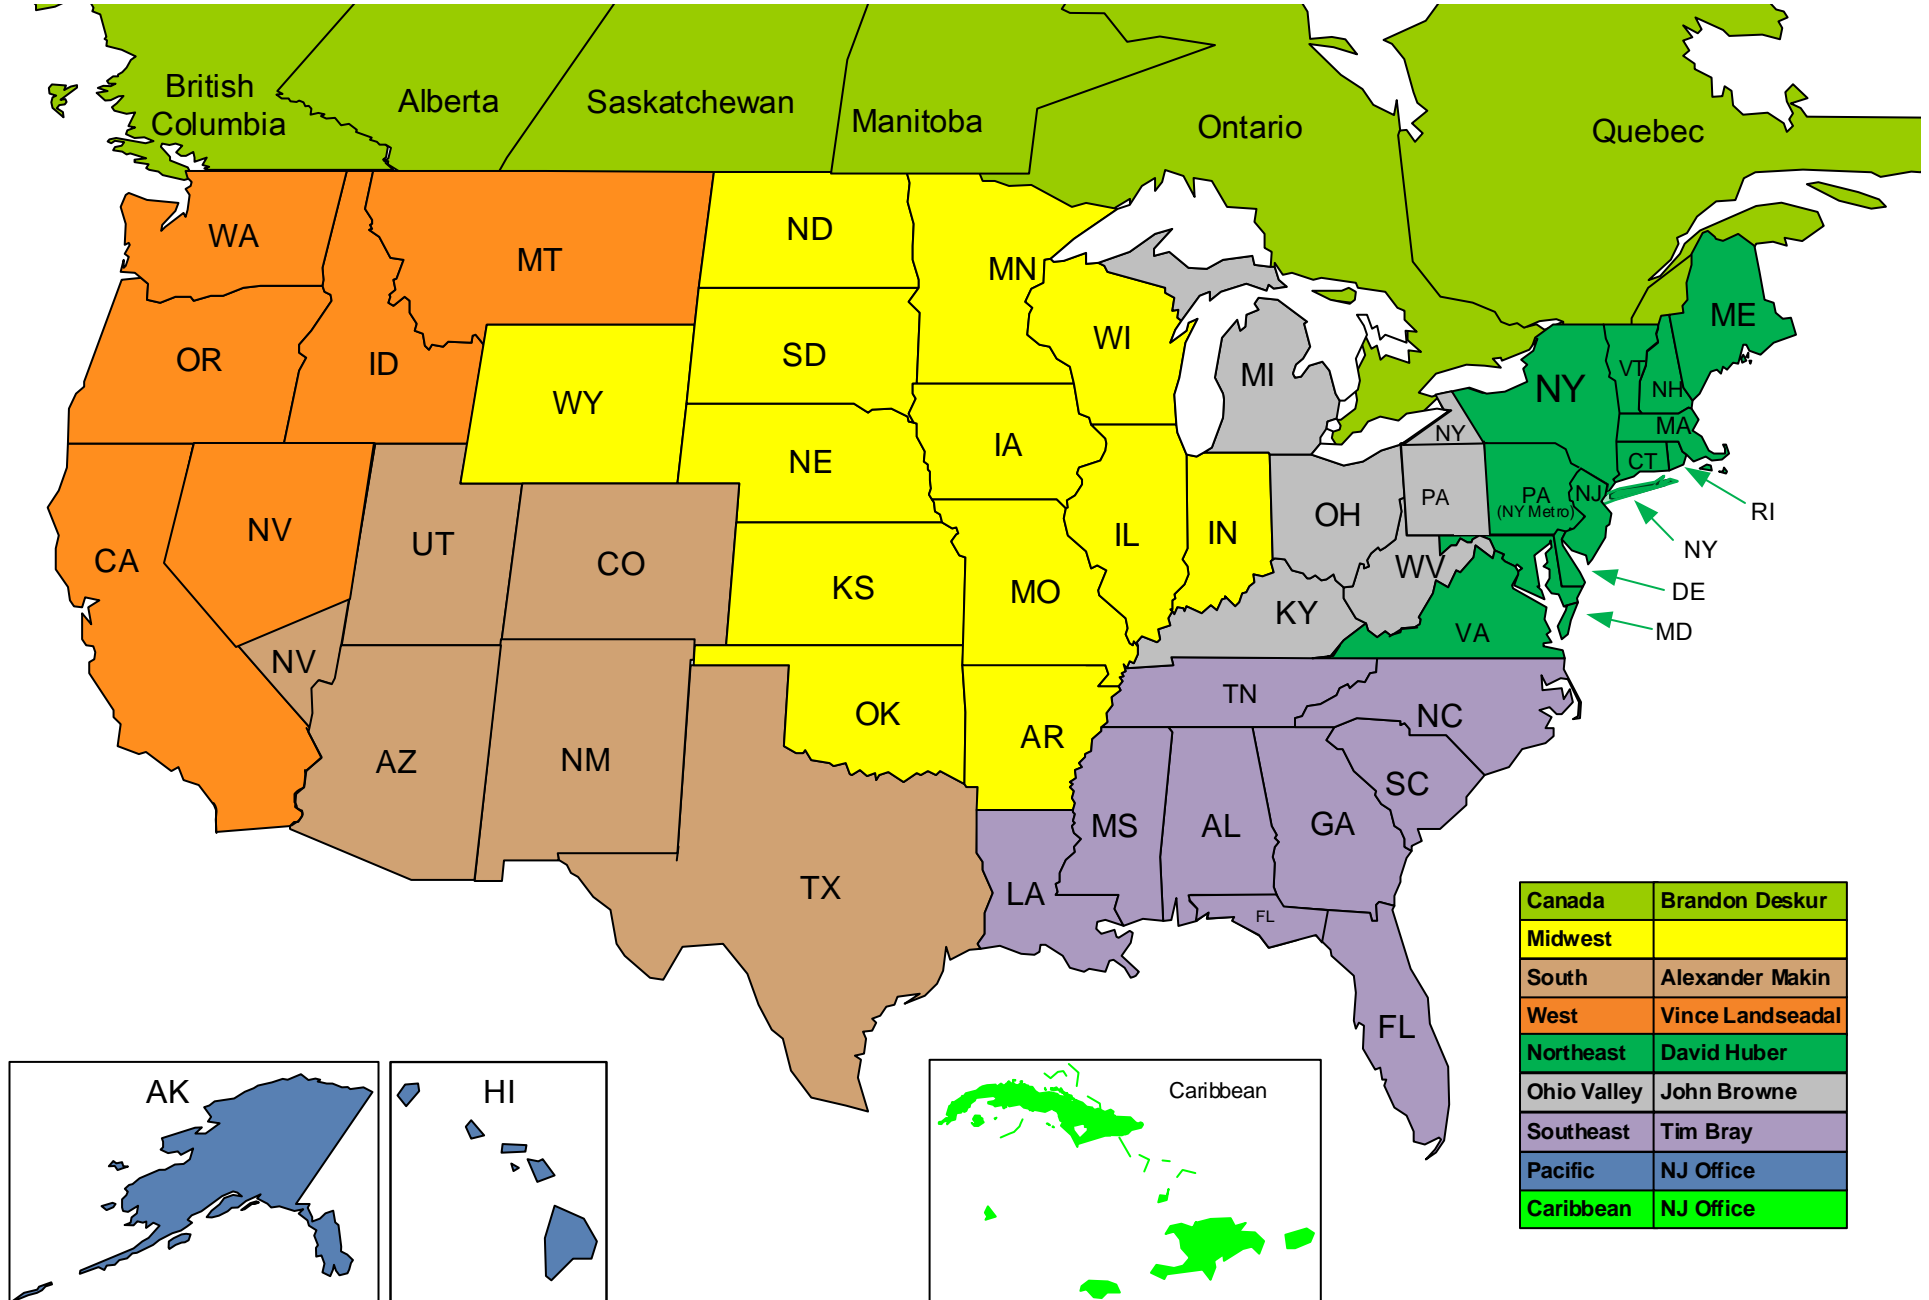 British
Columbia
Alberta
Saskatchewan
Manitoba
Ontario
Quebec
WA
MT
ND
MN
OR
ID
WY
SD
WI
MI
NY
VT
NH
ME
MA
NY
CT
RI
NE
IA
PA
PA
(NY Metro)
NJ
NY
CA
NV
UT
CO
KS
MO
IL
IN
OH
WV
KY
VA
DE
MD
NV
AZ
NM
OK
AR
TN
NC
SC
TX
LA
MS
AL
GA
FL
FL
AK
HI
Caribbean
Canada Brandon Deskur
Midwest
South Alexander Makin
West Vince Landseadal
Northeast David Huber
Ohio Valley John Browne
Southeast Tim Bray
Pacific NJ Office
Caribbean NJ Office